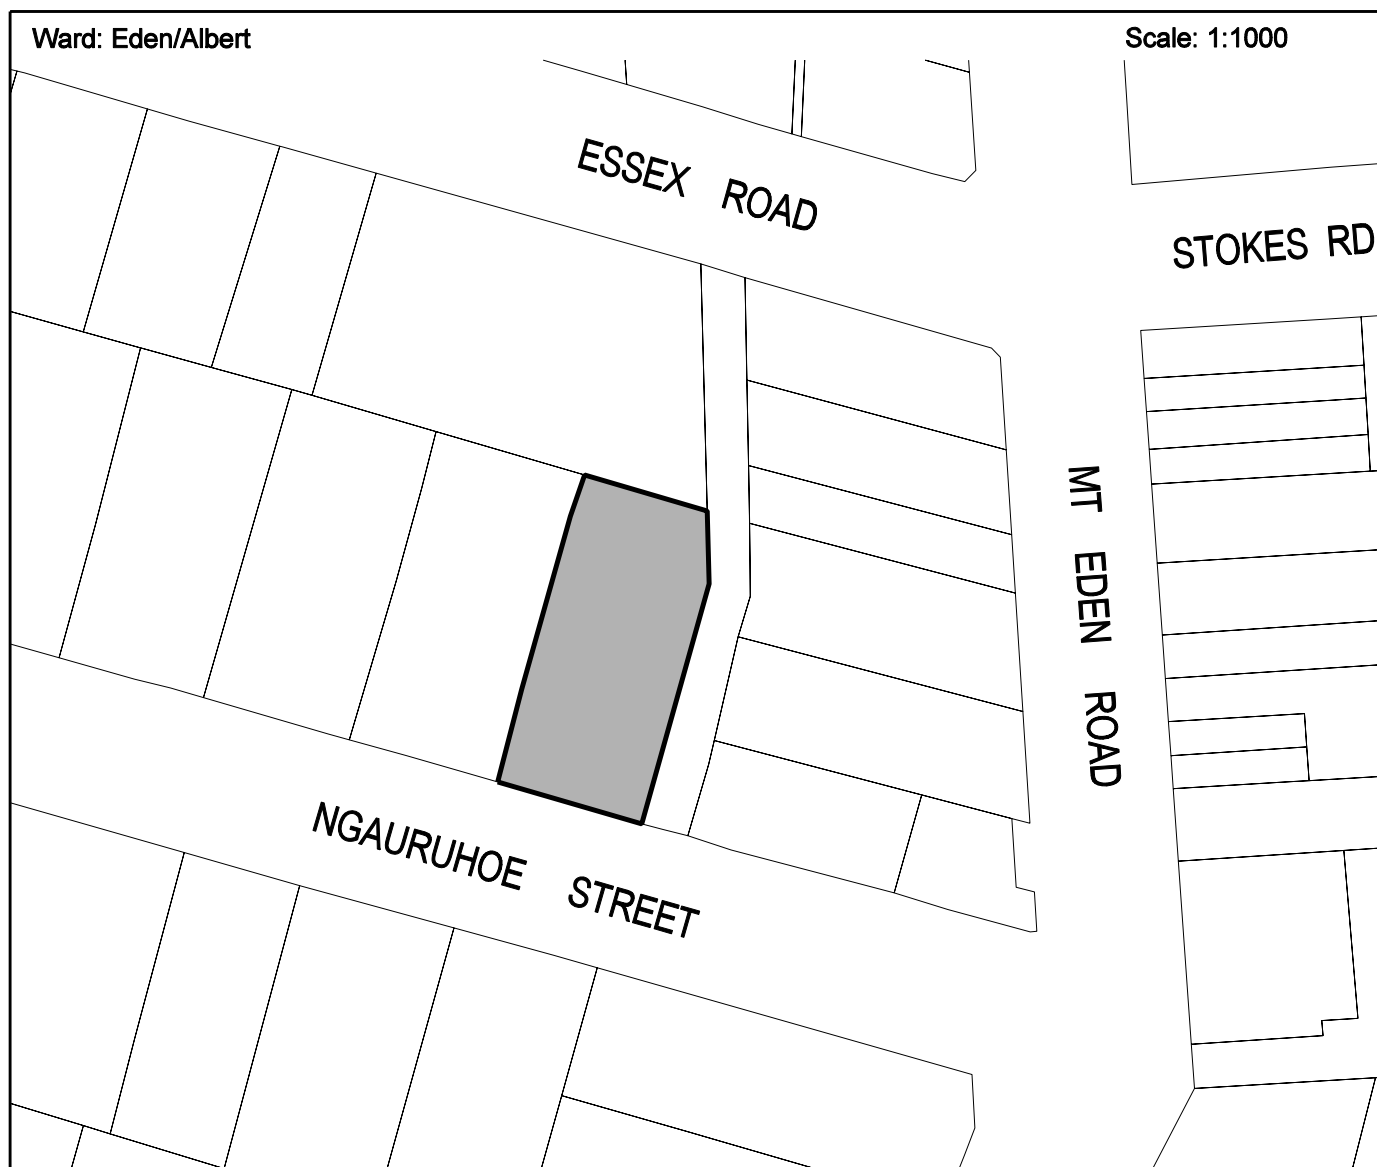 Ward: Eden/Albert
Scale: 1:1000
ESSEX ROAD
STOKES RD
MT EDEN ROAD
NGAURUHOE STREET